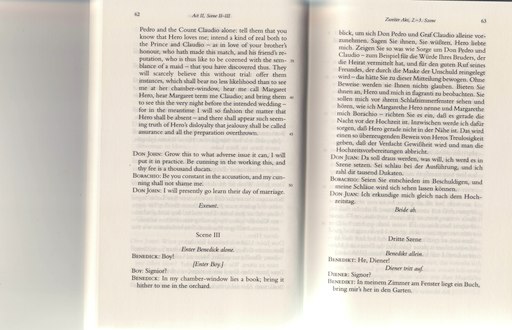 62
Act II, Scene II–III
Pedro and the Count Claudio alone: tell them that you
know that Hero loves me; intend a kind of zeal both to
the Prince and Claudio – as in love of your brother's
honour, who hath made this match, and his friend's re-
putation, who is thus like to be cozened with the sem-
blance of a maid – that you have discovered thus. They
will scarcely believe this without trial: offer them
instances, which shall bear no less likelihood than to see
me at her chamber-window, hear me call Margaret
Hero, hear Margaret term me Claudio; and bring them
to see this the very night before the intended wedding –
for in the meantime I will so fashion the matter that
Hero shall be absent – and there shall appear such seem-
ing truth of Hero's disloyalty that jealousy shall be called
assurance and all the preparation overthrown.
DON JOHN: Grow this to what adverse issue it can, I will
put it in practice. Be cunning in the working this, and
thy fee is a thousand ducats.
BORACHIO: Be you constant in the accusation, and my cun-
ning shall not shame me.
DON JOHN: I will presently go learn their day of marriage.
Exeunt.
Scene III
Enter Benedick alone.
BENEDICK: Boy!
[Enter Boy.]
BOY: Signior?
BENEDICK: In my chamber-window lies a book; bring it
hither to me in the orchard.
Zweiter Akt, 2.–3. Szene
63
blick, um sich Don Pedro und Graf Claudio alleine vor-
zunehmen. Sagen Sie ihnen, Sie wüßten, Hero liebte
mich. Zeigen Sie so was wie Sorge um Don Pedro und
Claudio – zum Beispiel für die Würde Ihres Bruders, der
die Heirat vermittelt hat, und für den guten Ruf seines
Freundes, der durch die Maske der Unschuld reingelegt
wird – da hätte Sie zu dieser Mitteilung bewogen. Ohne
Beweise werden sie Ihnen nichts glauben. Bieten Sie
ihnen an, Hero und mich in flagranti zu beobachten. Sie
sollen mich vor ihrem Schlafzimmerfenster sehen und
hören, wie ich Margarethe Hero nenne und Margarethe
mich Borachio – richten Sie es ein, daß es gerade die
Nacht vor der Hochzeit ist. Inzwischen werde ich dafür
sorgen, daß Hero gerade nicht in der Nähe ist. Das wird
einen so überzeugenden Beweis von Heros Treulosigkeit
geben, daß der Verdacht Gewißheit wird und man die
Hochzeitsvorbereitungen abbricht.
DON JOHN: Da soll draus werden, was will, ich werd es in
Szene setzen. Sei schlau bei der Ausführung, und ich
zahl dir tausend Dukaten.
BORACHIO: Seien Sie entschieden im Beschuldigen, und
meine Schläue wird sich sehen lassen können.
DON JOHN: Ich erkundige mich gleich nach dem Hoch-
zeitstag.
Beide ab.
Dritte Szene
Benedikt allein.
BENEDIKT: He, Diener!
Diener tritt auf.
DIENER: Signor?
BENEDIKT: In meinem Zimmer am Fenster liegt ein Buch,
bring mir's her in den Garten.